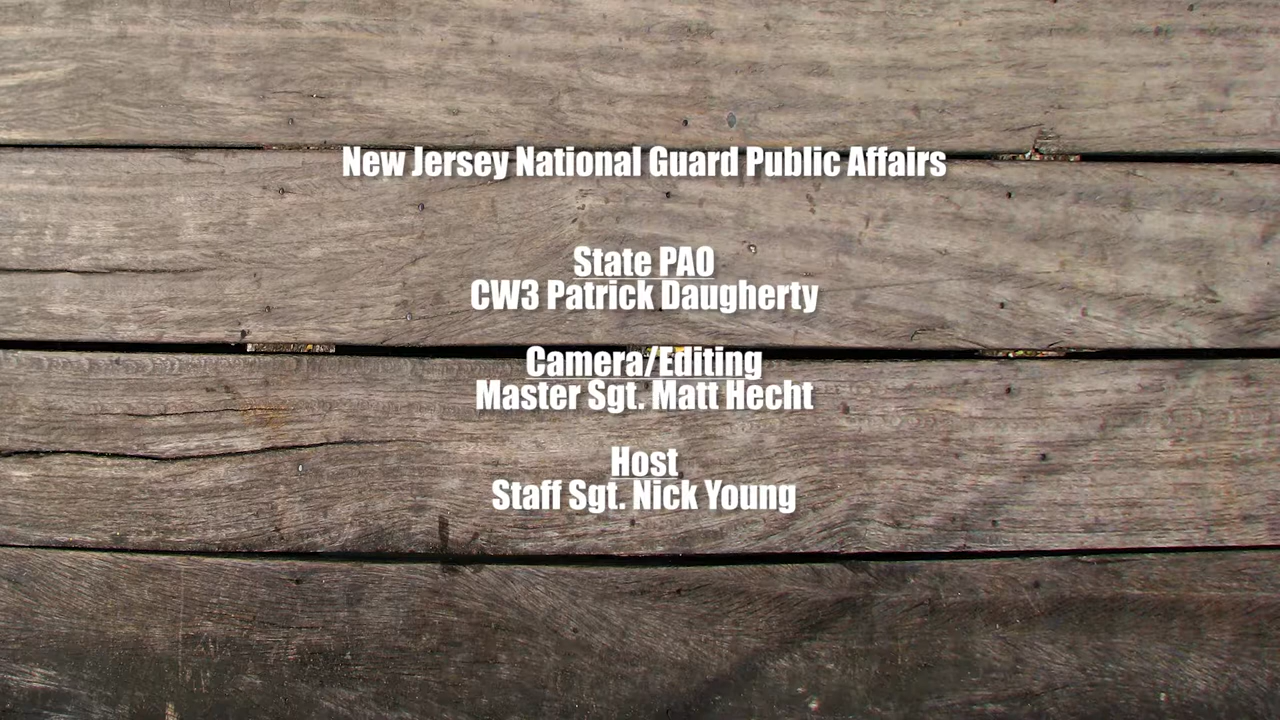 New Jersey National Guard Public Affairs
State PAO
CW3 Patrick Daugherty
Camera/Editing
Master Sgt. Matt Hecht
Host
Staff Sgt. Nick Young